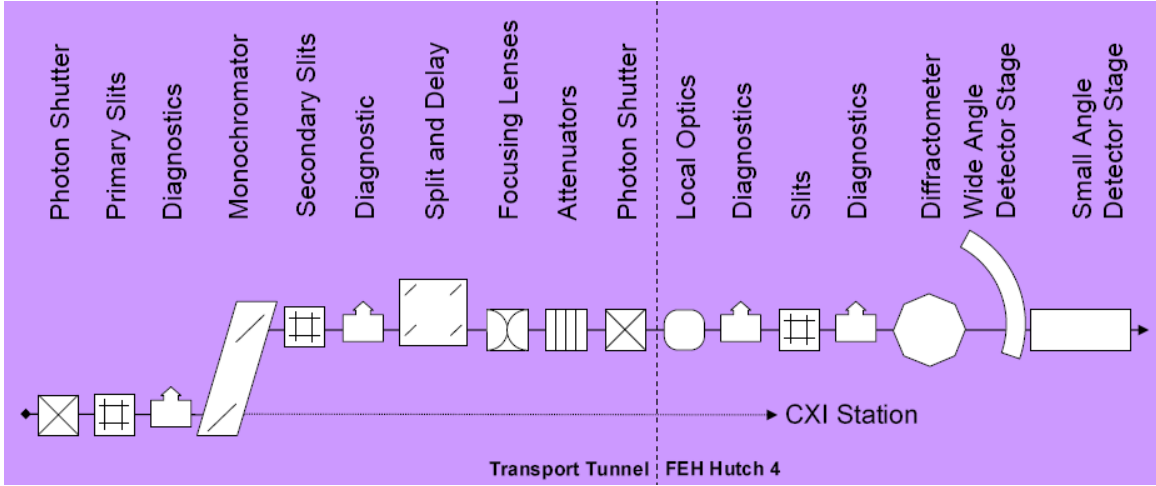 Photon Shutter
Primary Slits
Diagnostics
Monochromator
Secondary Slits
Diagnostic
Split and Delay
Focusing Lenses
Attenuators
Photon Shutter
Local Optics
Diagnostics
Slits
Diagnostics
Diffractometer
Wide Angle
Detector Stage
Small Angle
Detector Stage
CXI Station
Transport Tunnel
FEH Hutch 4